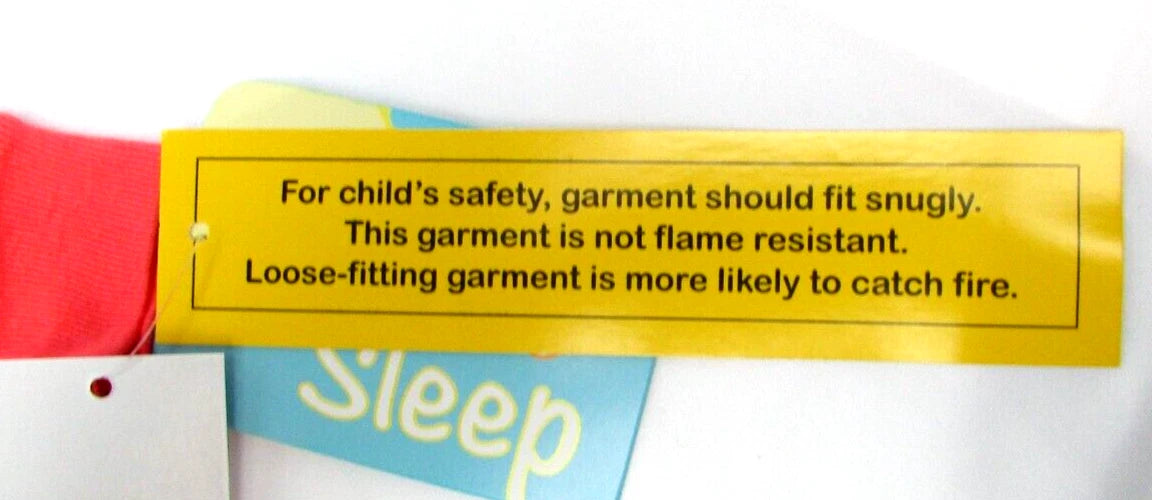 For child's safety, garment should fit snugly.
This garment is not flame resistant.
Loose-fitting garment is more likely to catch fire.
Sleep